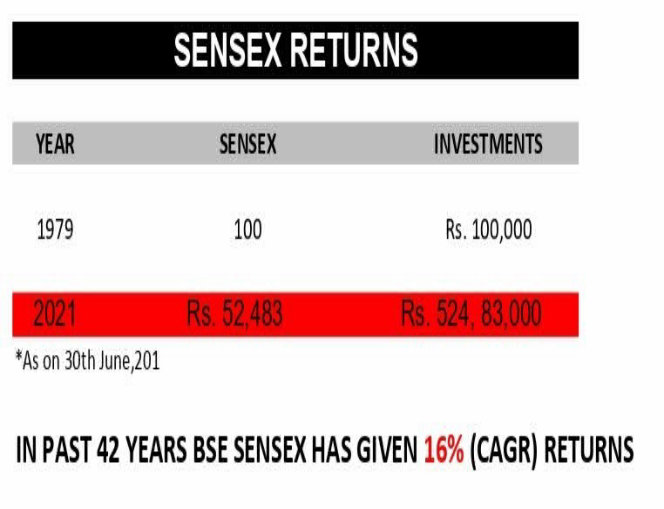 SENSEX RETURNS
YEAR SENSEX INVESTMENTS
1979 100 Rs. 100,000
2021 Rs. 52,483 Rs. 524, 83,000
*As on 30th June,201
IN PAST 42 YEARS BSE SENSEX HAS GIVEN 16% (CAGR) RETURNS